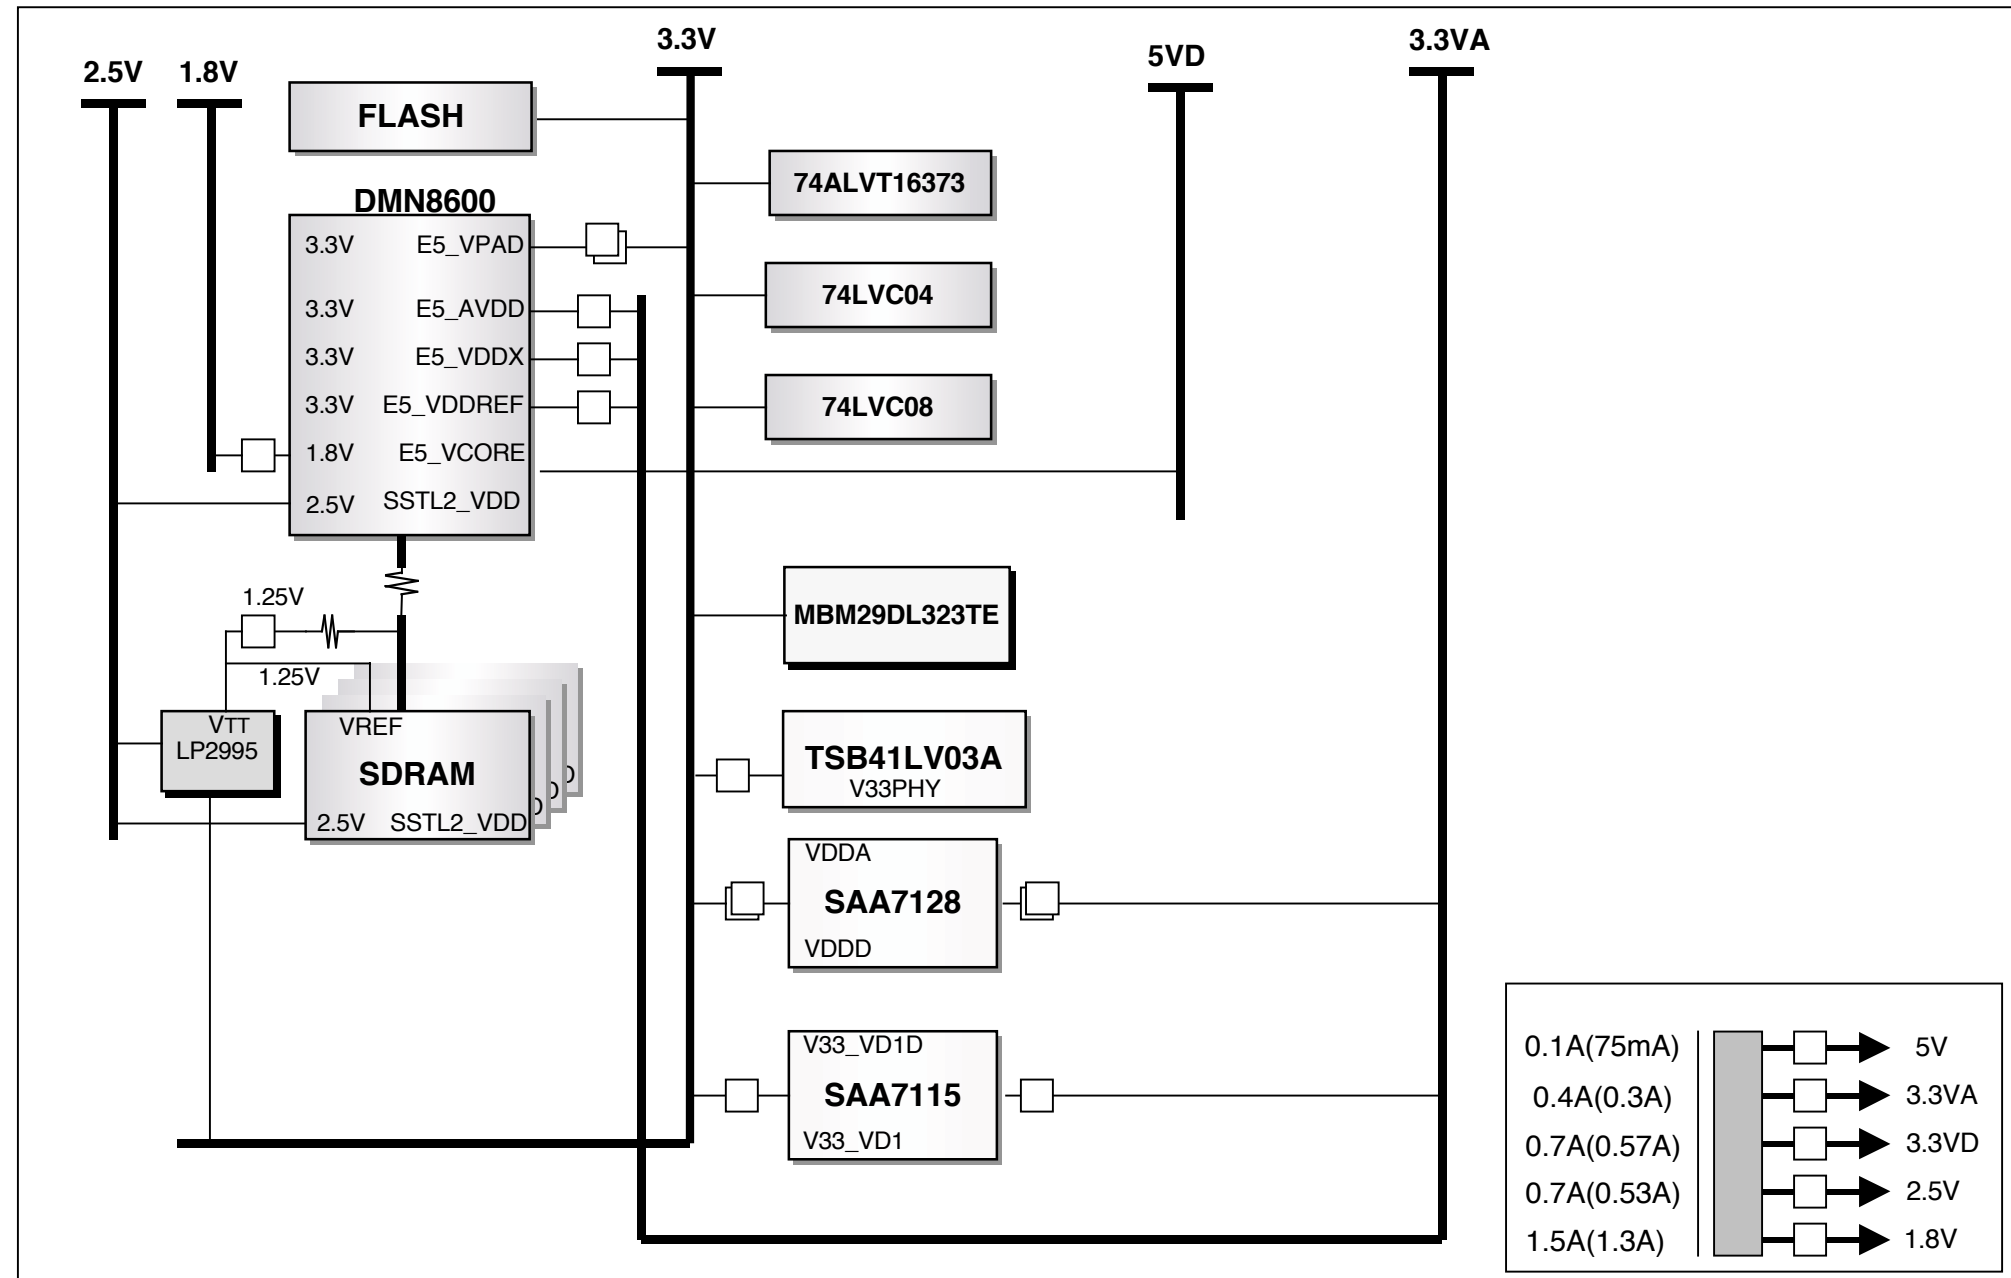 3.3V
3.3VA
5VD
2.5V 1.8V
FLASH
74ALVT16373
DMN8600
3.3V E5_VPAD
74LVC04
3.3V E5_AVDD
3.3V E5_VDDX
3.3V E5_VDDREF
74LVC08
1.8V E5_VCORE
2.5V SSTL2_VDD
1.25V
MBM29DL323TE
1.25V
VTT
LP2995
VREF
SDRAM
2.5V SSTL2_VDD
D
D
D
TSB41LV03A
V33PHY
VDDA
SAA7128
VDDD
V33_VD1D
SAA7115
V33_VD1
0.1A(75mA) 5V
0.4A(0.3A) 3.3VA
0.7A(0.57A) 3.3VD
0.7A(0.53A) 2.5V
1.5A(1.3A) 1.8V